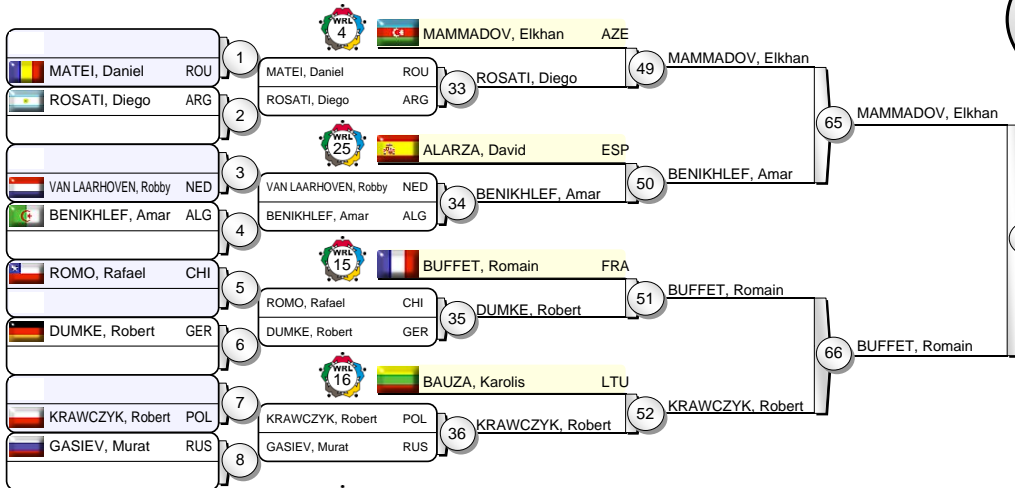 WRL
4
MAMMADOV, Elkhan AZE
1
MATEI, Daniel ROU
MATEI, Daniel ROU
33
ROSATI, Diego
49
MAMMADOV, Elkhan
ROSATI, Diego ARG
2
ROSATI, Diego ARG
65
MAMMADOV, Elkhan
WRL
25
ALARZA, David ESP
3
VAN LAARHOVEN, Robby NED
VAN LAARHOVEN, Robby NED
34
BENIKHLEF, Amar
50
BENIKHLEF, Amar
BENIKHLEF, Amar ALG
4
BENIKHLEF, Amar ALG
WRL
15
BUFFET, Romain FRA
ROMO, Rafael CHI
5
ROMO, Rafael CHI
35
DUMKE, Robert
51
BUFFET, Romain
DUMKE, Robert GER
6
DUMKE, Robert GER
66
BUFFET, Romain
WRL
16
BAUZA, Karolis LTU
7
KRAWCZYK, Robert POL
KRAWCZYK, Robert POL
36
KRAWCZYK, Robert
52
KRAWCZYK, Robert
GASIEV, Murat RUS
8
GASIEV, Murat RUS